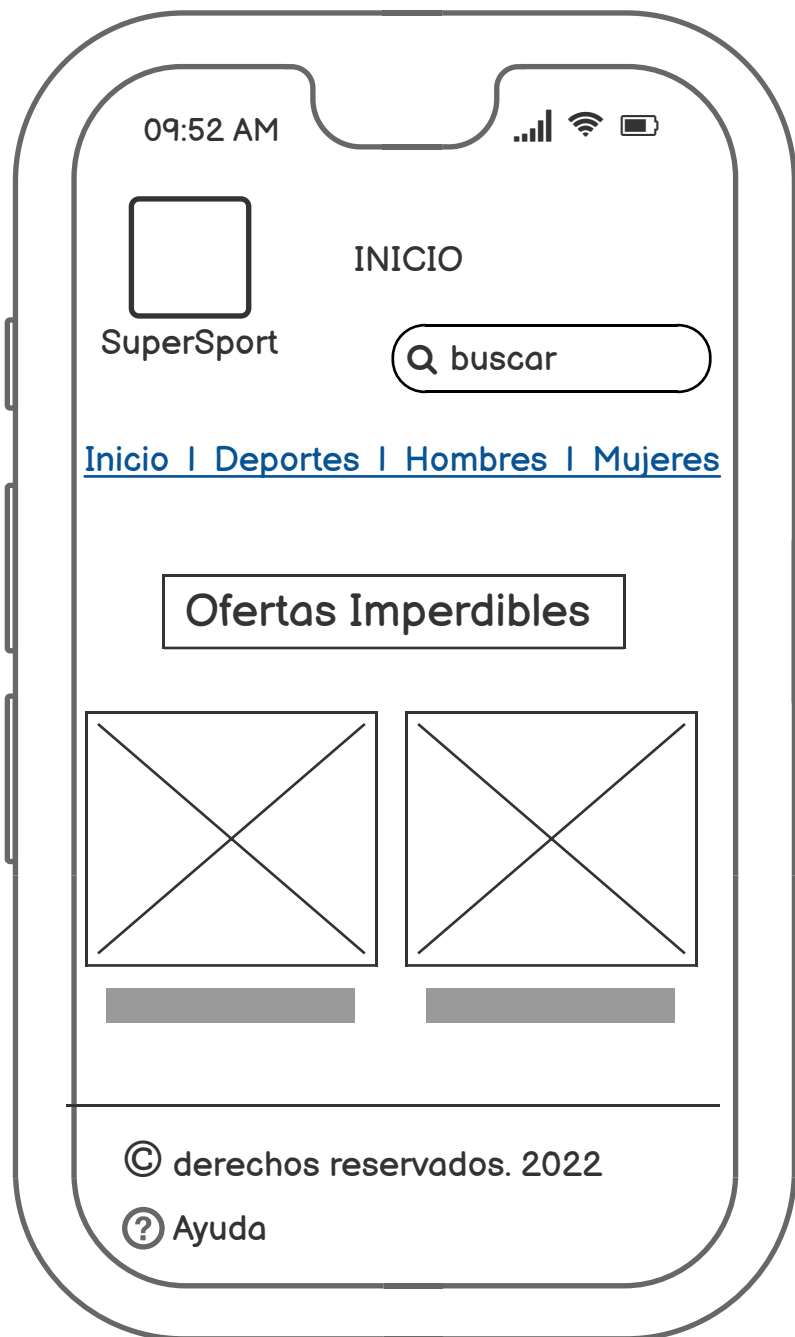 09:52 AM
INICIO
SuperSport
buscar
Inicio | Deportes | Hombres | Mujeres
Ofertas Imperdibles
© derechos reservados. 2022
? Ayuda